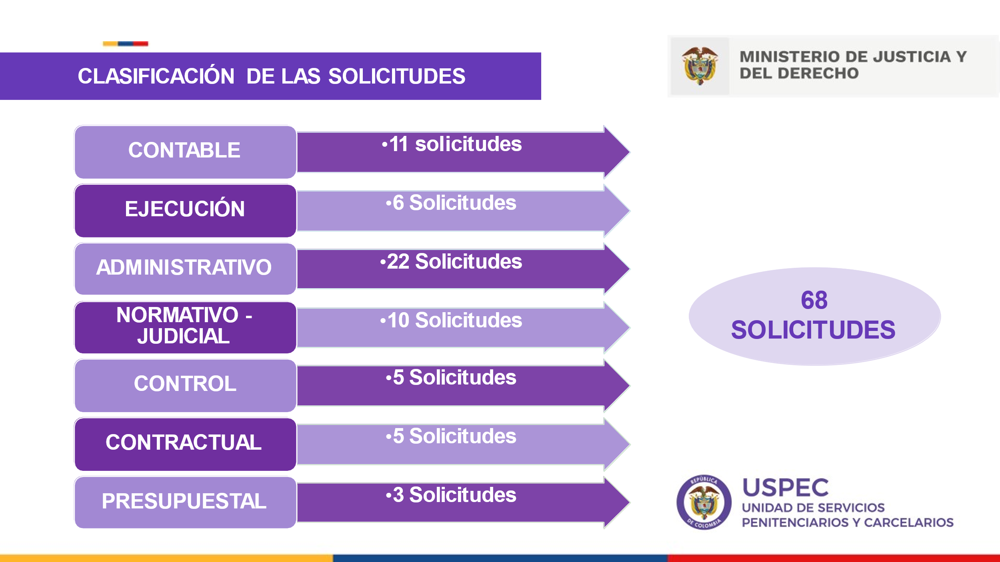 CLASIFICACIÓN DE LAS SOLICITUDES
MINISTERIO DE JUSTICIA Y
DEL DERECHO
CONTABLE
•11 solicitudes
EJECUCIÓN
•6 Solicitudes
ADMINISTRATIVO
•22 Solicitudes
NORMATIVO -
JUDICIAL
•10 Solicitudes
CONTROL
•5 Solicitudes
CONTRACTUAL
•5 Solicitudes
PRESUPUESTAL
•3 Solicitudes
68
SOLICITUDES
REPÚBLICA
DE COLOMBIA
USPEC
UNIDAD DE SERVICIOS
PENITENCIARIOS Y CARCELARIOS